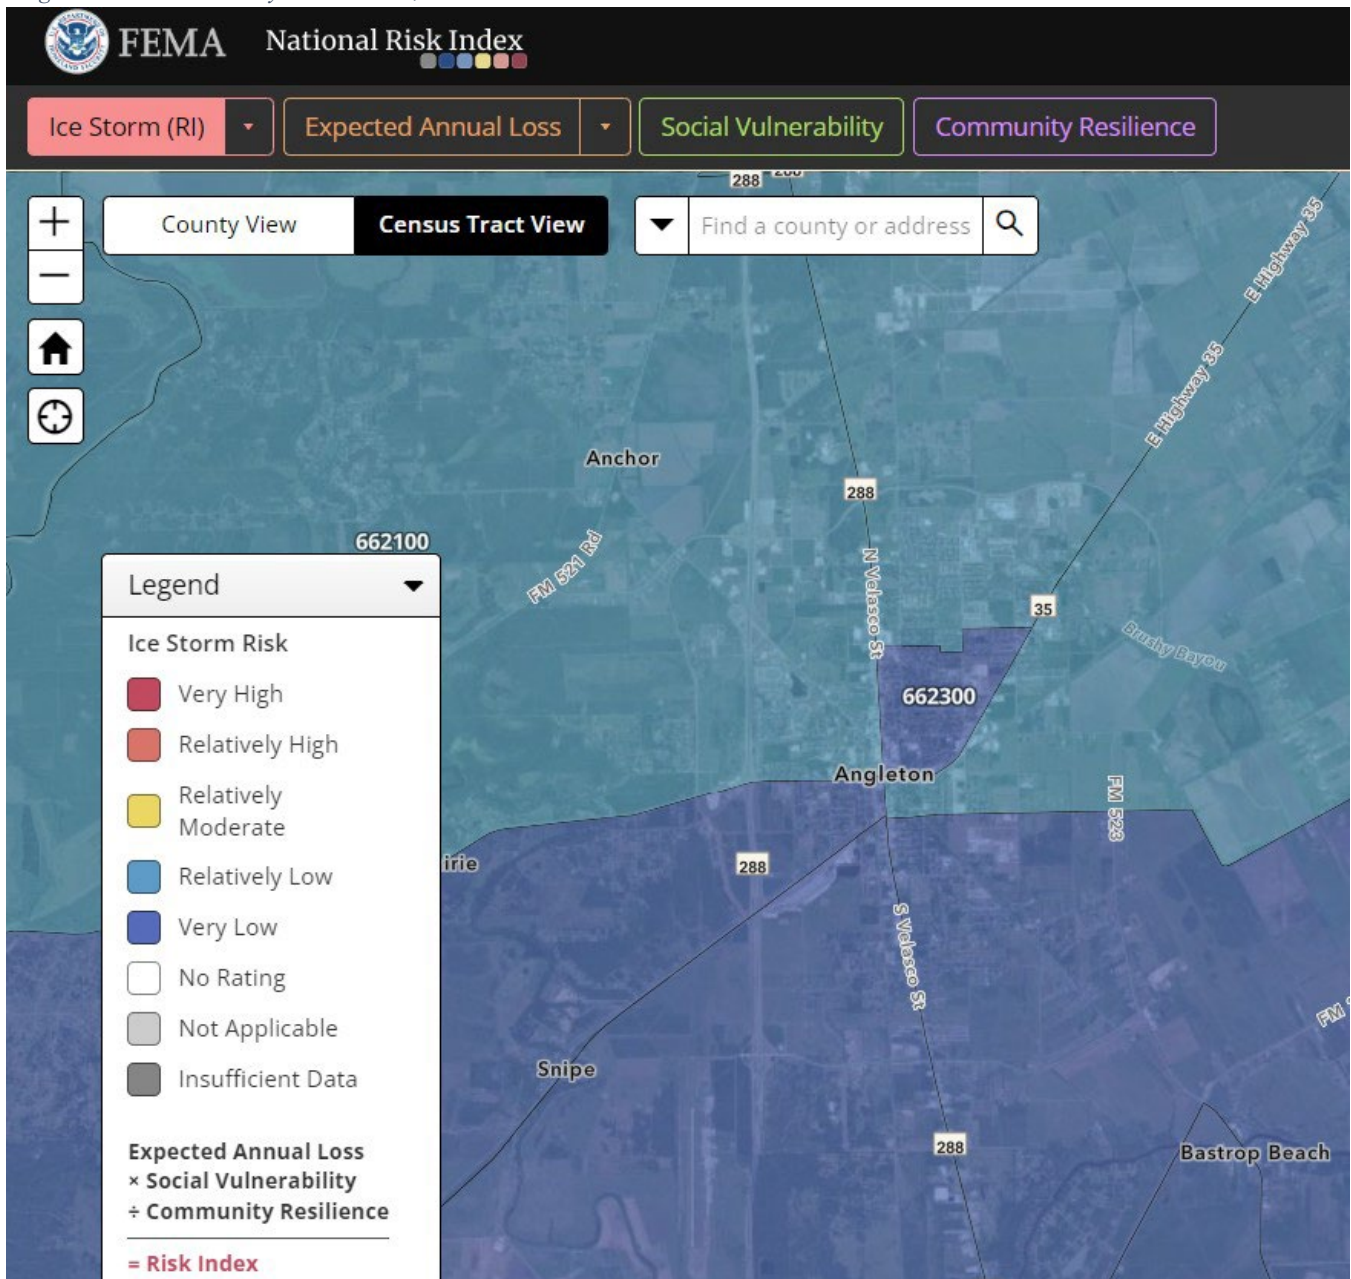 FEMA
National Risk Index
Ice Storm (RI)
Expected Annual Loss
Social Vulnerability
Community Resilience
288
County View
Census Tract View
Find a county or address
E Highway 35
E Highway 35
Anchor
288
662100
FM 521 Rd
N Velasco St
35
Brushy Bayou
662300
Angleton
FM 523
irie
288
S Velasco St
FM
Snipe
288
Bastrop Beach
Legend
Ice Storm Risk
Very High
Relatively High
Relatively
Moderate
Relatively Low
Very Low
No Rating
Not Applicable
Insufficient Data
Expected Annual Loss
× Social Vulnerability
÷ Community Resilience
= Risk Index